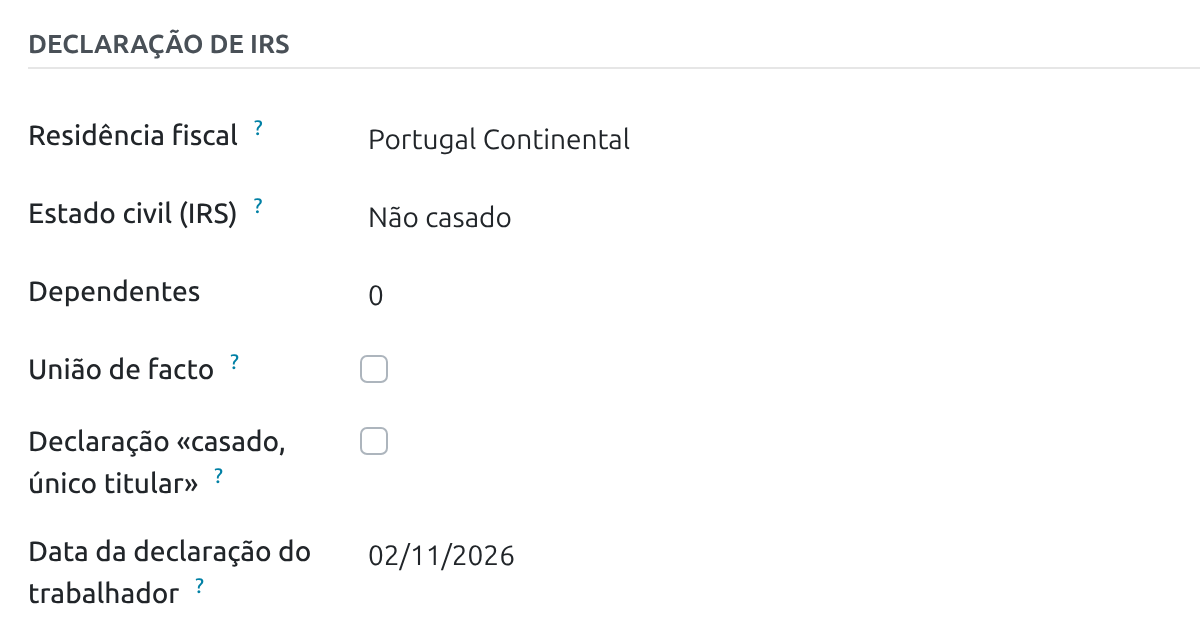 DECLARAÇÃO DE IRS
Residência fiscal ? Portugal Continental
Estado civil (IRS) ? Não casado
Dependentes 0
União de facto ?
Declaração «casado,
único titular» ?
Data da declaração do 02/11/2026
trabalhador ?